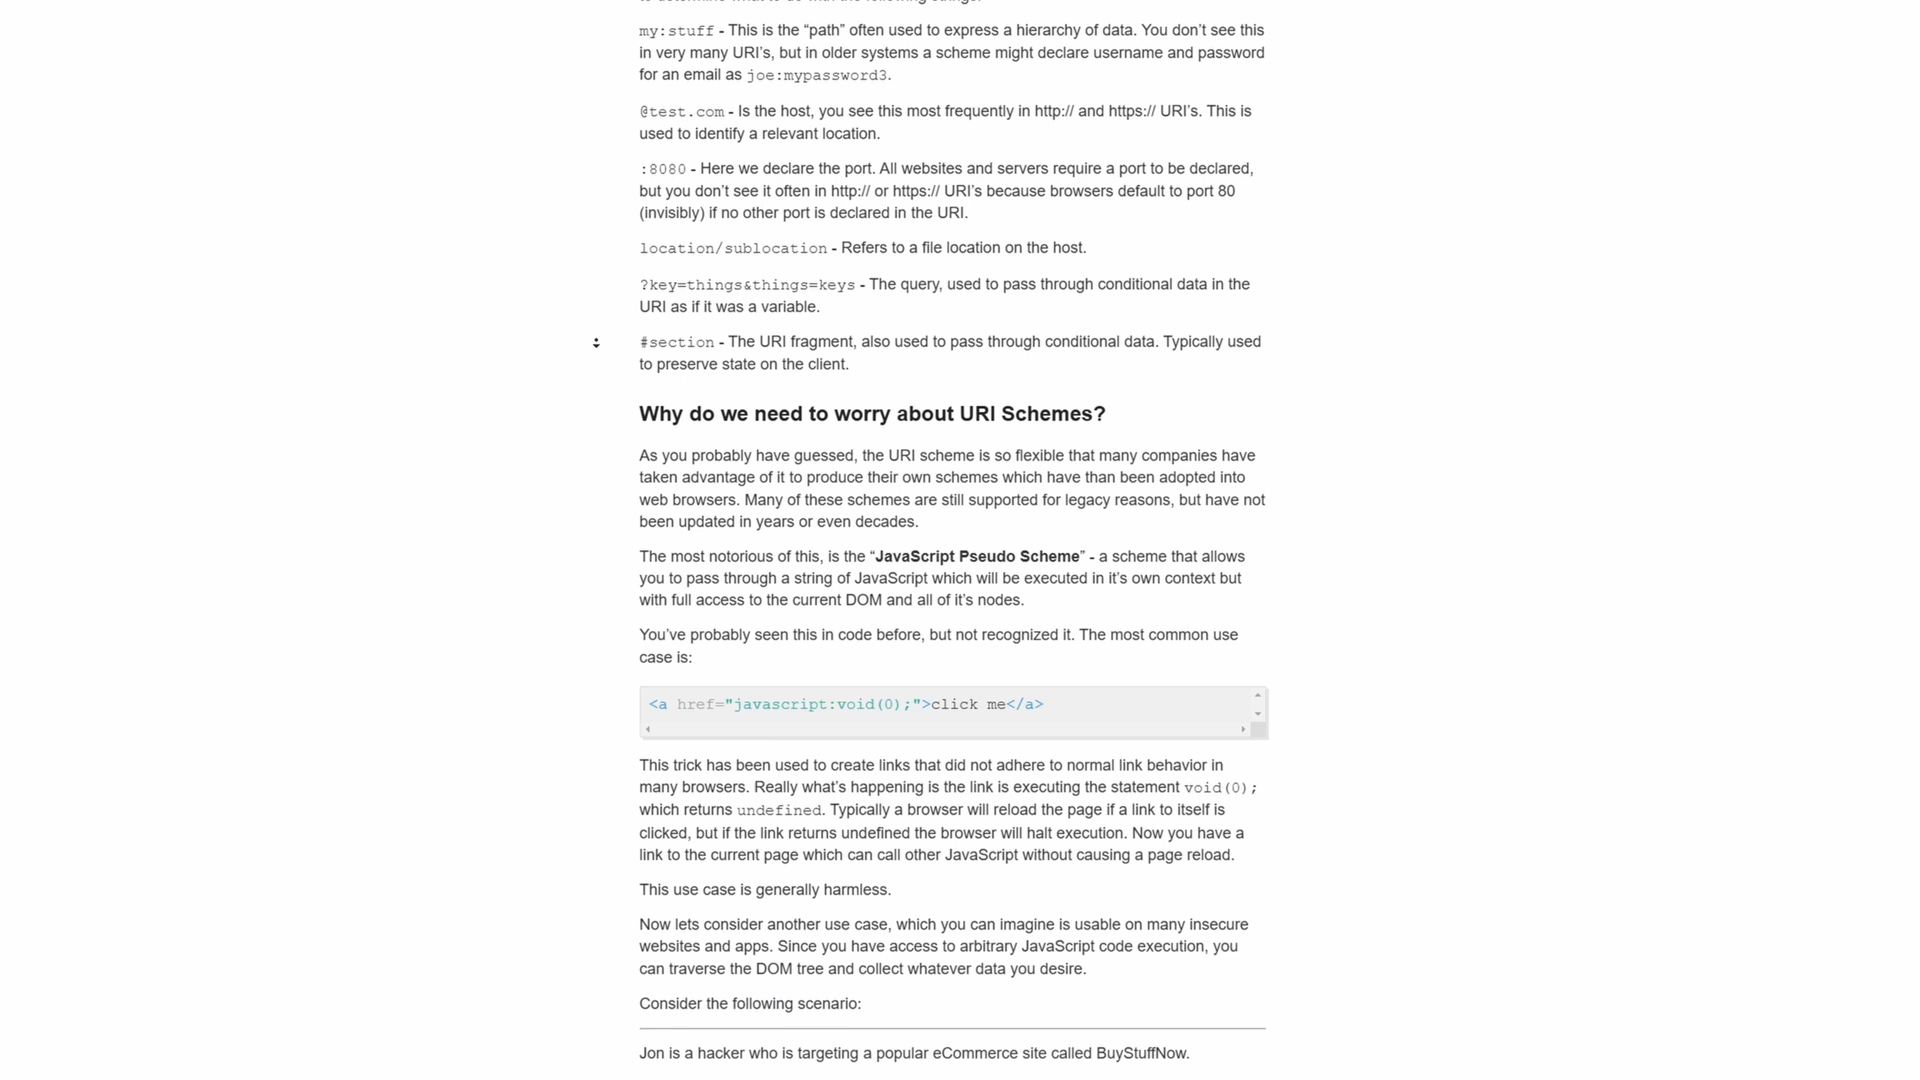 my:stuff - This is the “path” often used to express a hierarchy of data. You don’t see this
in very many URI’s, but in older systems a scheme might declare username and password
for an email as joe:mypassword3.
@test.com - Is the host, you see this most frequently in http:// and https:// URI’s. This is
used to identify a relevant location.
:8080 - Here we declare the port. All websites and servers require a port to be declared,
but you don’t see it often in http:// or https:// URI’s because browsers default to port 80
(invisibly) if no other port is declared in the URI.
location/sublocation - Refers to a file location on the host.
?key=things&things=keys - The query, used to pass through conditional data in the
URI as if it was a variable.
#section - The URI fragment, also used to pass through conditional data. Typically used
to preserve state on the client.
Why do we need to worry about URI Schemes?
As you probably have guessed, the URI scheme is so flexible that many companies have
taken advantage of it to produce their own schemes which have than been adopted into
web browsers. Many of these schemes are still supported for legacy reasons, but have not
been updated in years or even decades.
The most notorious of this, is the “JavaScript Pseudo Scheme” - a scheme that allows
you to pass through a string of JavaScript which will be executed in it’s own context but
with full access to the current DOM and all of it’s nodes.
You’ve probably seen this in code before, but not recognized it. The most common use
case is:
<a href="javascript:void(0);">click me</a>
This trick has been used to create links that did not adhere to normal link behavior in
many browsers. Really what’s happening is the link is executing the statement void(0);
which returns undefined. Typically a browser will reload the page if a link to itself is
clicked, but if the link returns undefined the browser will halt execution. Now you have a
link to the current page which can call other JavaScript without causing a page reload.
This use case is generally harmless.
Now lets consider another use case, which you can imagine is usable on many insecure
websites and apps. Since you have access to arbitrary JavaScript code execution, you
can traverse the DOM tree and collect whatever data you desire.
Consider the following scenario:
Jon is a hacker who is targeting a popular eCommerce site called BuyStuffNow.